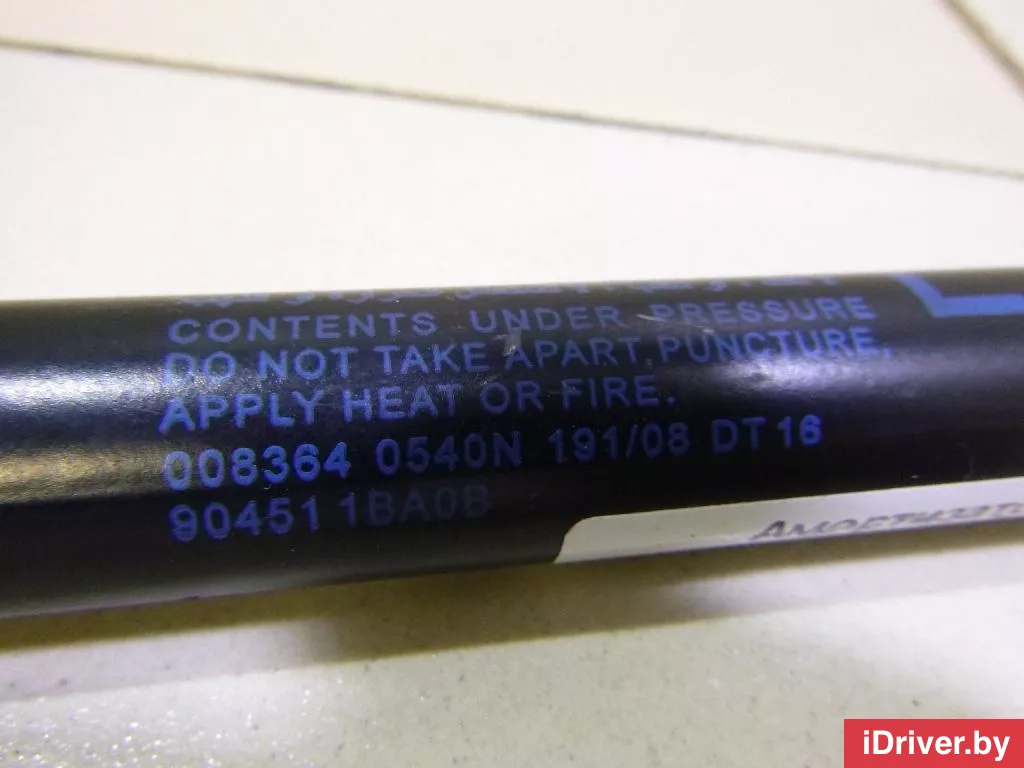 CONTENTS UNDER PRESSURE
DO NOT TAKE APART, PUNCTURE,
APPLY HEAT OR FIRE.
008364 0540N 191/08 DT16
90451 1BA0B
iDriver.by